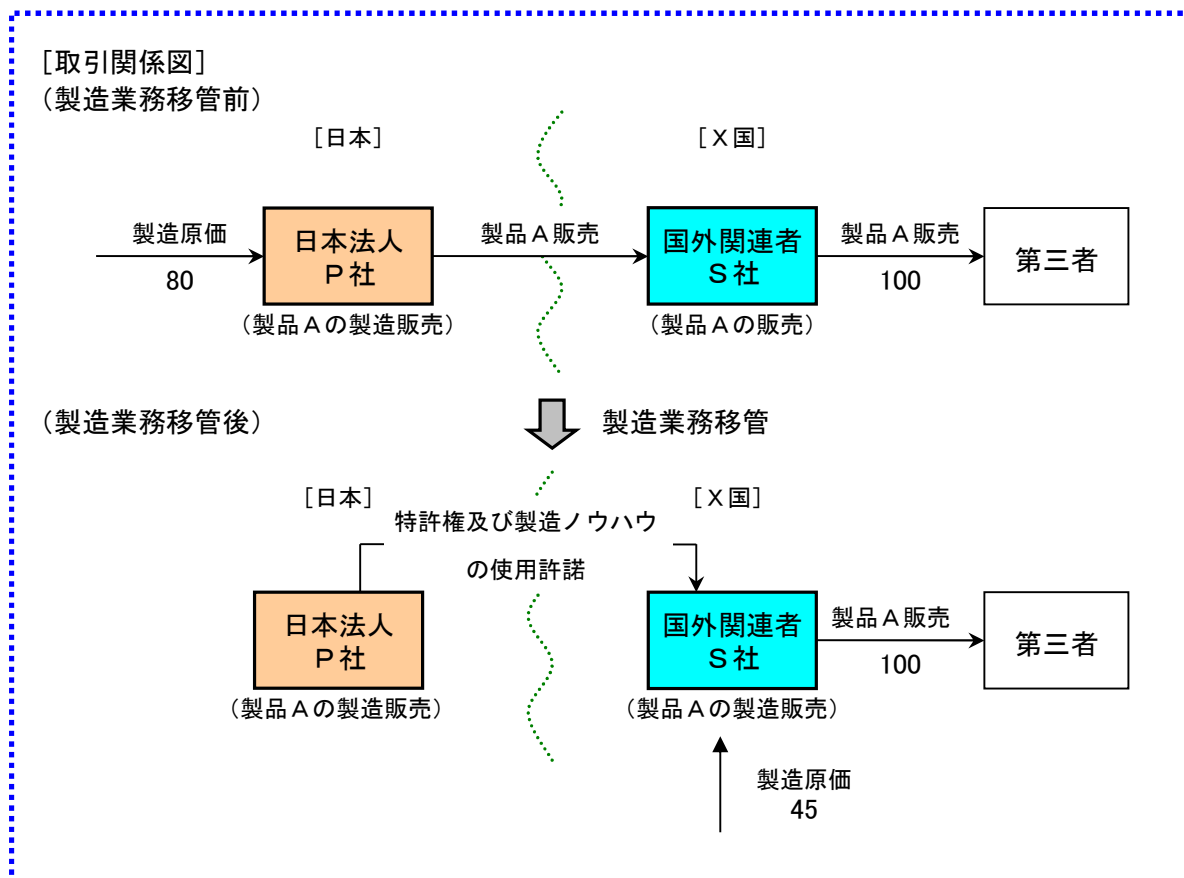 ［取引関係図］
（製造業務移管前）
［日本］
［Ｘ国］
製造原価
80
日本法人
Ｐ社
（製品Ａの製造販売）
製品Ａ販売
国外関連者
Ｓ社
（製品Ａの販売）
製品Ａ販売
100
第三者
（製造業務移管後）
製造業務移管
［日本］
［Ｘ国］
特許権及び製造ノウハウ
の使用許諾
日本法人
Ｐ社
（製品Ａの製造販売）
国外関連者
Ｓ社
（製品Ａの製造販売）
製品Ａ販売
100
第三者
製造原価
45